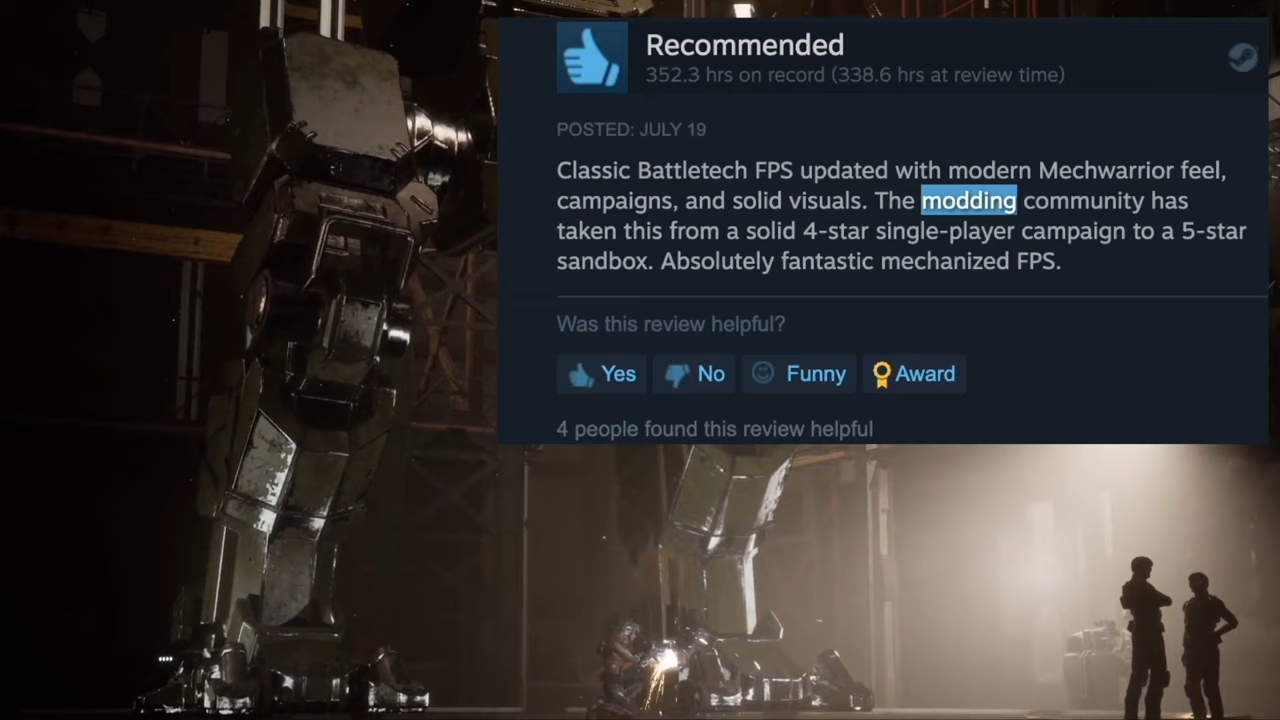 Recommended
352.3 hrs on record (338.6 hrs at review time)
POSTED: JULY 19
Classic Battletech FPS updated with modern Mechwarrior feel,
campaigns, and solid visuals. The modding community has
taken this from a solid 4-star single-player campaign to a 5-star
sandbox. Absolutely fantastic mechanized FPS.
Was this review helpful?
Yes No Funny Award
4 people found this review helpful